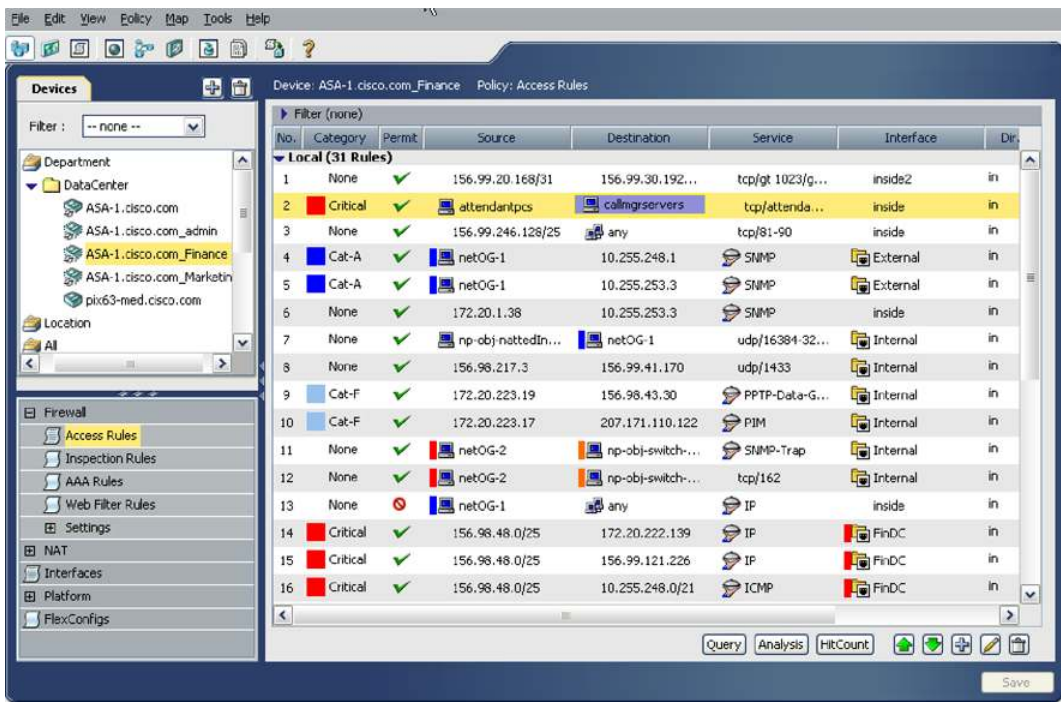 File Edit View Policy Map Tools Help
Devices
Filter : -- none --
Department
DataCenter
ASA-1.cisco.com
ASA-1.cisco.com_admin
ASA-1.cisco.com_Finance
ASA-1.cisco.com_Marketin
pix63-med.cisco.com
Location
All
Firewall
Access Rules
Inspection Rules
AAA Rules
Web Filter Rules
Settings
NAT
Interfaces
Platform
FlexConfigs
Device: ASA-1.cisco.com_Finance Policy: Access Rules
Filter (none)
No. Category Permit Source Destination Service Interface Dir.
Local (31 Rules)
1 None 156.99.20.168/31 156.99.30.192... tcp/gt 1023/g... inside2 in
2 Critical attendantpcs callmgrservers tcp/attenda... inside in
3 None 156.99.246.128/25 any tcp/81-90 inside in
4 Cat-A netOG-1 10.255.248.1 SNMP External in
5 Cat-A netOG-1 10.255.253.3 SNMP External in
6 None 172.20.1.38 10.255.253.3 SNMP inside in
7 None np-obj-nattedIn... netOG-1 udp/16384-32... Internal in
8 None 156.98.217.3 156.99.41.170 udp/1433 Internal in
9 Cat-F 172.20.223.19 156.98.43.30 PPTP-Data-G... Internal in
10 Cat-F 172.20.223.17 207.171.110.122 PIM Internal in
11 None netOG-2 np-obj-switch-... SNMP-Trap Internal in
12 None netOG-2 np-obj-switch-... tcp/162 Internal in
13 None netOG-1 any IP inside in
14 Critical 156.98.48.0/25 172.20.222.139 IP FinDC in
15 Critical 156.98.48.0/25 156.99.121.226 IP FinDC in
16 Critical 156.98.48.0/25 10.255.248.0/21 ICMP FinDC in
Query Analysis HitCount
Save